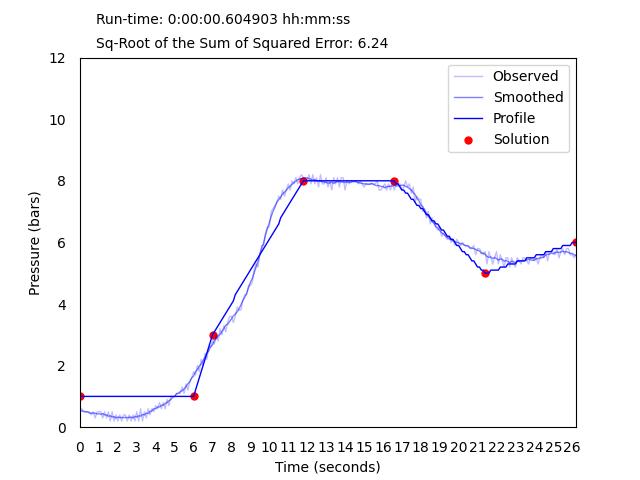 Run-time: 0:00:00.604903 hh:mm:ss
Sq-Root of the Sum of Squared Error: 6.24
12
10
8
6
4
2
0
Pressure (bars)
Observed
Smoothed
Profile
Solution
0 1 2 3 4 5 6 7 8 9 10 11 12 13 14 15 16 17 18 19 20 21 22 23 24 25 26
Time (seconds)